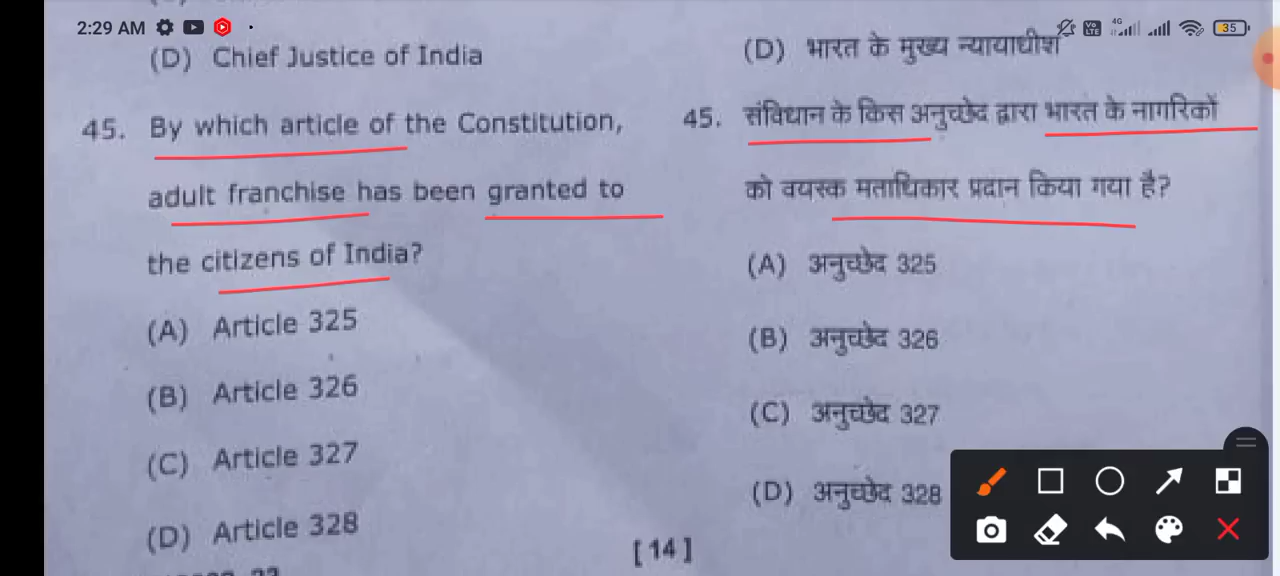 2:29 AM
4G
35
(D) Chief Justice of India
45. By which article of the Constitution,
adult franchise has been granted to
the citizens of India?
(A) Article 325
(B) Article 326
(C) Article 327
(D) Article 328
(D) भारत के मुख्य न्यायाधीश
45. संविधान के किस अनुच्छेद द्वारा भारत के नागरिकों
को वयस्क मताधिकार प्रदान किया गया है?
(A) अनुच्छेद 325
(B) अनुच्छेद 326
(C) अनुच्छेद 327
(D) अनुच्छेद 328
[ 14 ]